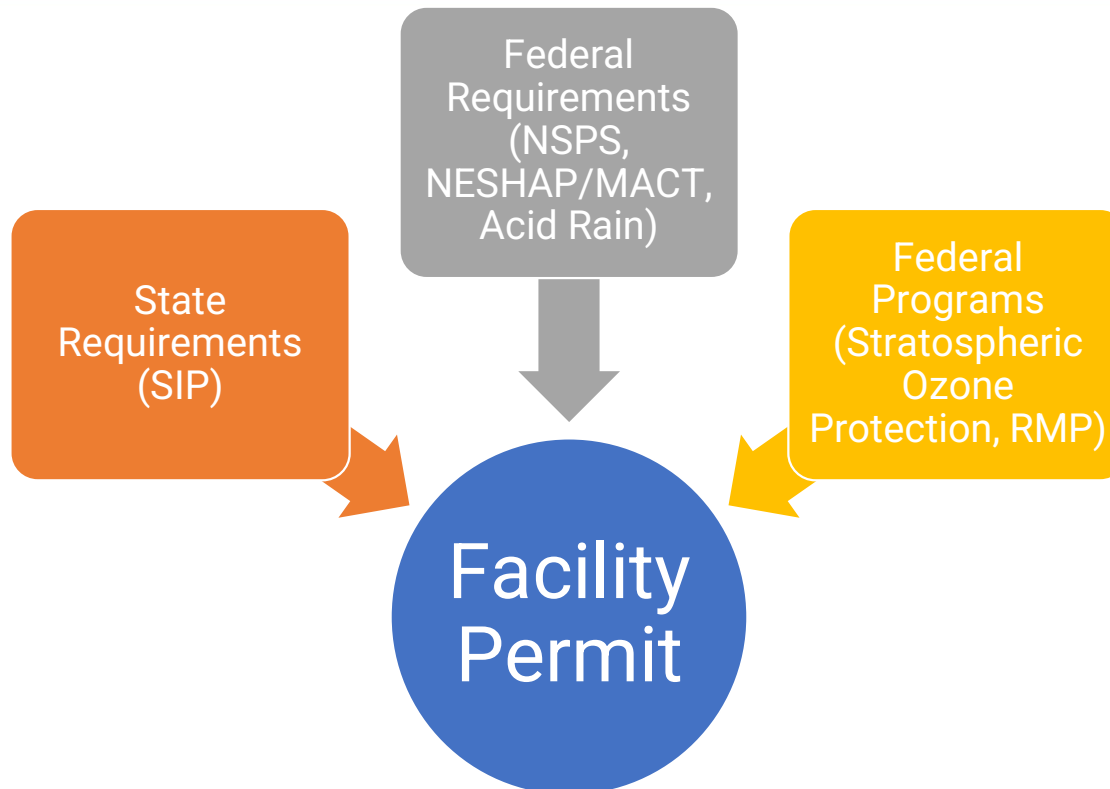 Federal
Requirements
(NSPS,
NESHAP/MACT,
Acid Rain)
State
Requirements
(SIP)
Federal
Programs
(Stratospheric
Ozone
Protection, RMP)
Facility
Permit